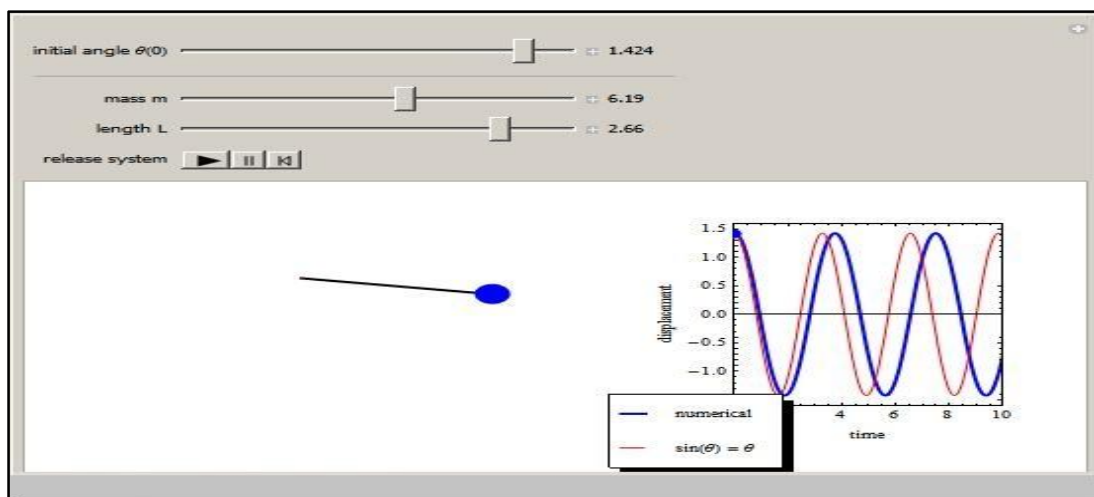 initial angle θ(0) 1.424
mass m 6.19
length L 2.66
release system
1.5
1.0
0.5
0.0
−0.5
−1.0
displacement
4 6 8 10
time
numerical
sin(θ) = θ